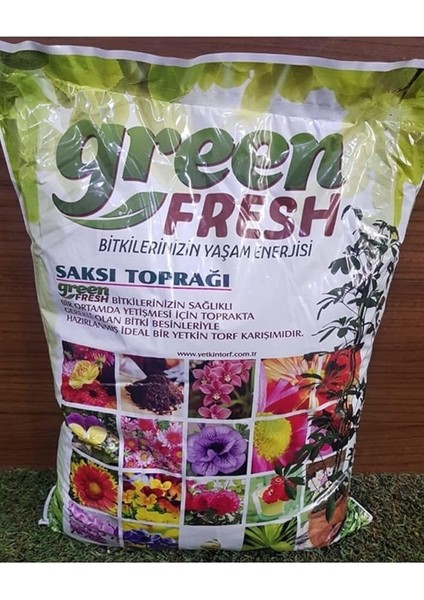 green
FRESH
BİTKİLERİNİZİN YAŞAM ENERJİSİ
SAKSI TOPRAĞI
green
FRESH BİTKİLERİNİZİN SAĞLIKLI
BİR ORTAMDA YETİŞMESİ İÇİN TOPRAKTA
GEREKLİ OLAN BİTKİ BESİNLERİYLE
HAZIRLANMIŞ İDEAL BİR YETKİN TORF KARIŞIMIDIR.
www.yetkintorf.com.tr